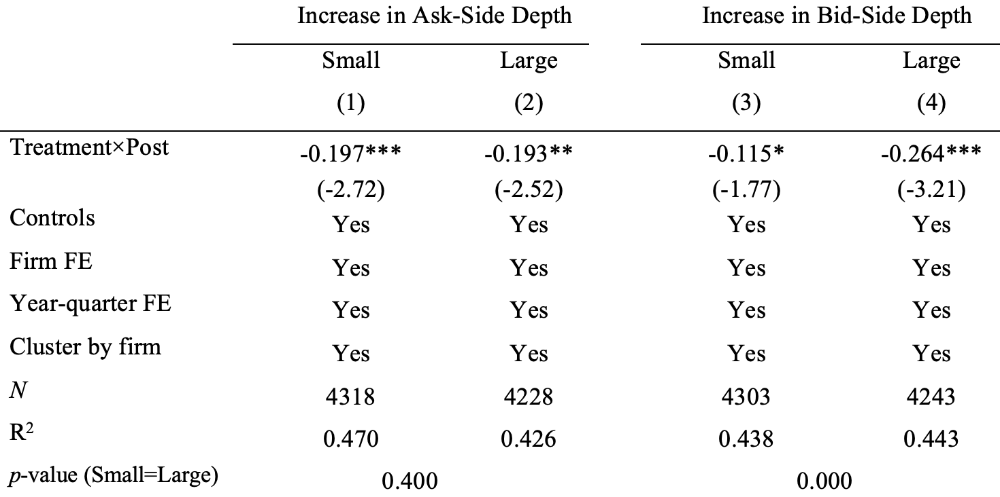 Increase in Ask-Side Depth Increase in Bid-Side Depth
Small Large Small Large
(1) (2) (3) (4)
Treatment×Post -0.197*** -0.193** -0.115* -0.264***
(-2.72) (-2.52) (-1.77) (-3.21)
Controls Yes Yes Yes Yes
Firm FE Yes Yes Yes Yes
Year-quarter FE Yes Yes Yes Yes
Cluster by firm Yes Yes Yes Yes
N 4318 4228 4303 4243
R² 0.470 0.426 0.438 0.443
p-value (Small=Large) 0.400 0.000